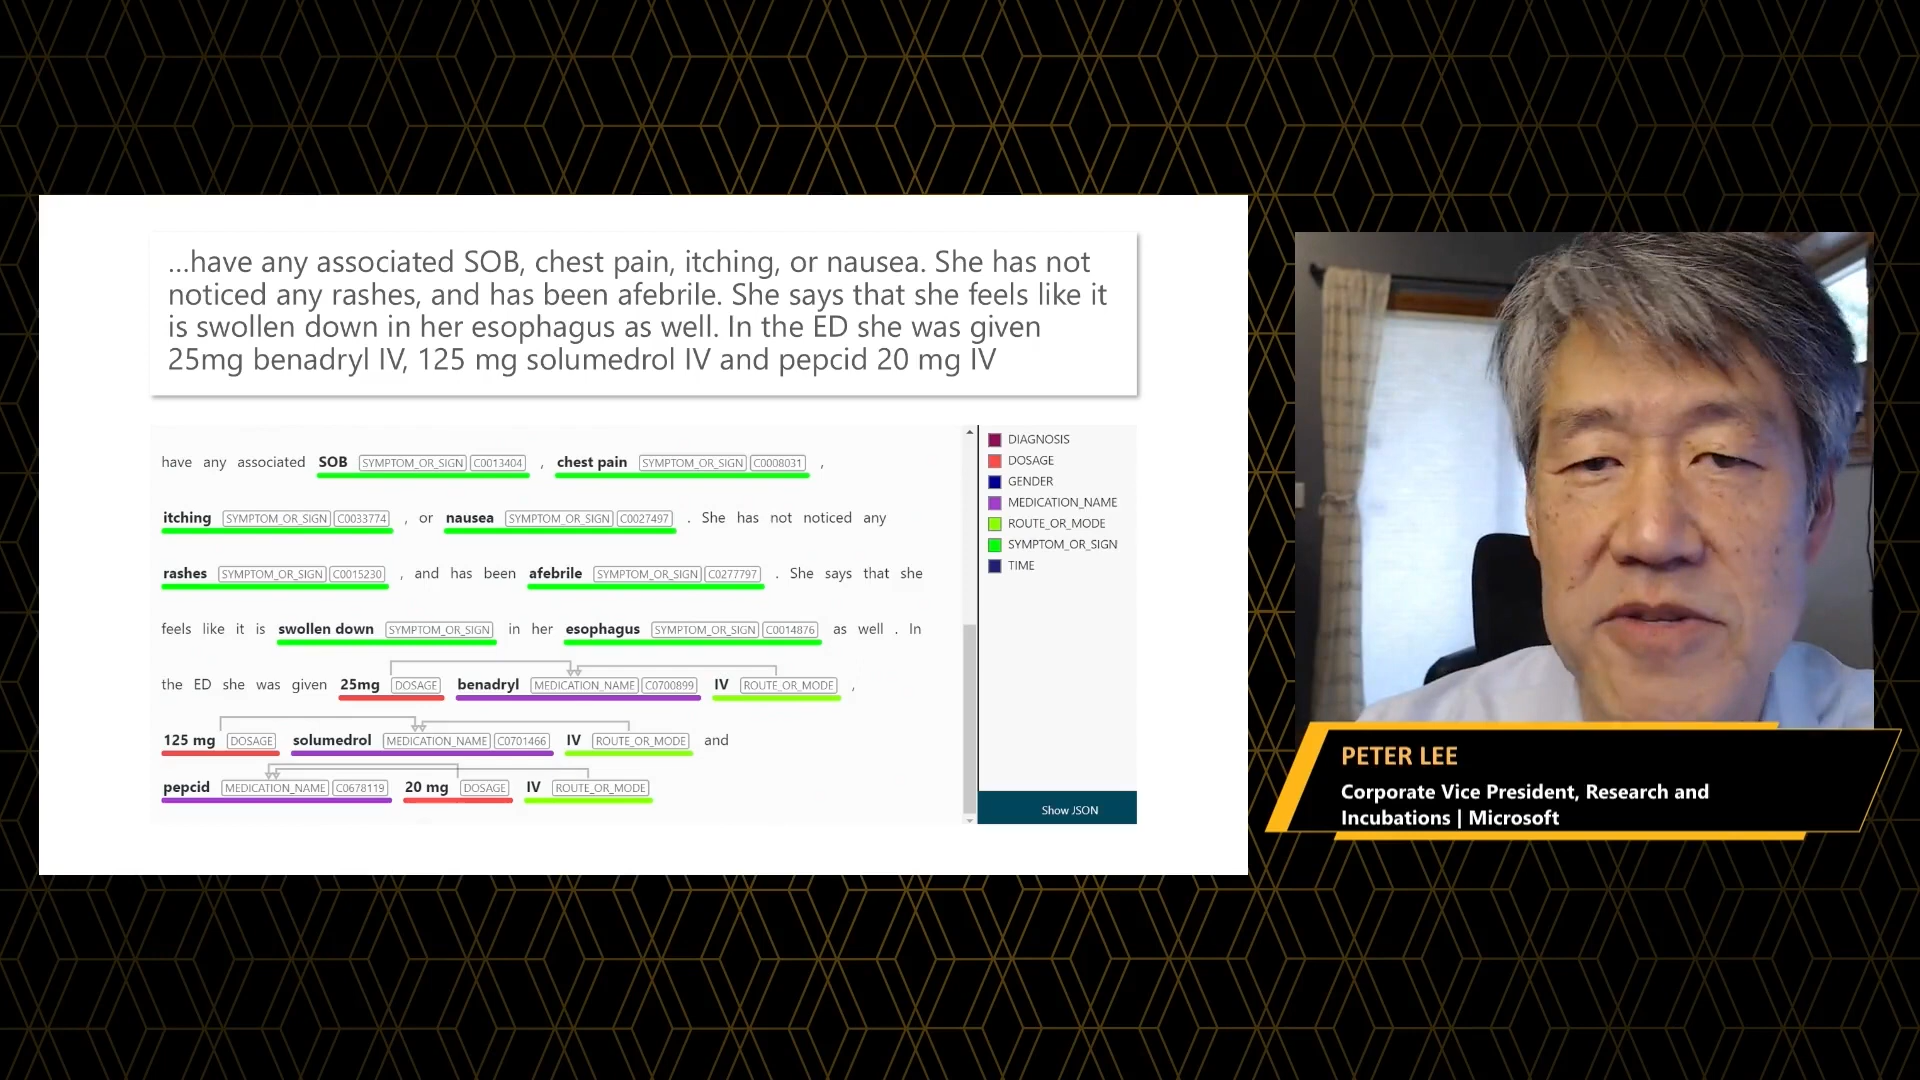 ...have any associated SOB, chest pain, itching, or nausea. She has not
noticed any rashes, and has been afebrile. She says that she feels like it
is swollen down in her esophagus as well. In the ED she was given
25mg benadryl IV, 125 mg solumedrol IV and pepcid 20 mg IV
have any associated SOB SYMPTOM_OR_SIGN C0013404 , chest pain SYMPTOM_OR_SIGN C0008031 ,
itching SYMPTOM_OR_SIGN C0033774 , or nausea SYMPTOM_OR_SIGN C0027497 . She has not noticed any
rashes SYMPTOM_OR_SIGN C0015230 , and has been afebrile SYMPTOM_OR_SIGN C0277797 . She says that she
feels like it is swollen down SYMPTOM_OR_SIGN in her esophagus SYMPTOM_OR_SIGN C0014876 as well . In
the ED she was given 25mg DOSAGE benadryl MEDICATION_NAME C0700899 IV ROUTE_OR_MODE ,
125 mg DOSAGE solumedrol MEDICATION_NAME C0701466 IV ROUTE_OR_MODE and
pepcid MEDICATION_NAME C0678119 20 mg DOSAGE IV ROUTE_OR_MODE
DIAGNOSIS
DOSAGE
GENDER
MEDICATION_NAME
ROUTE_OR_MODE
SYMPTOM_OR_SIGN
TIME
Show JSON
PETER LEE
Corporate Vice President, Research and
Incubations | Microsoft